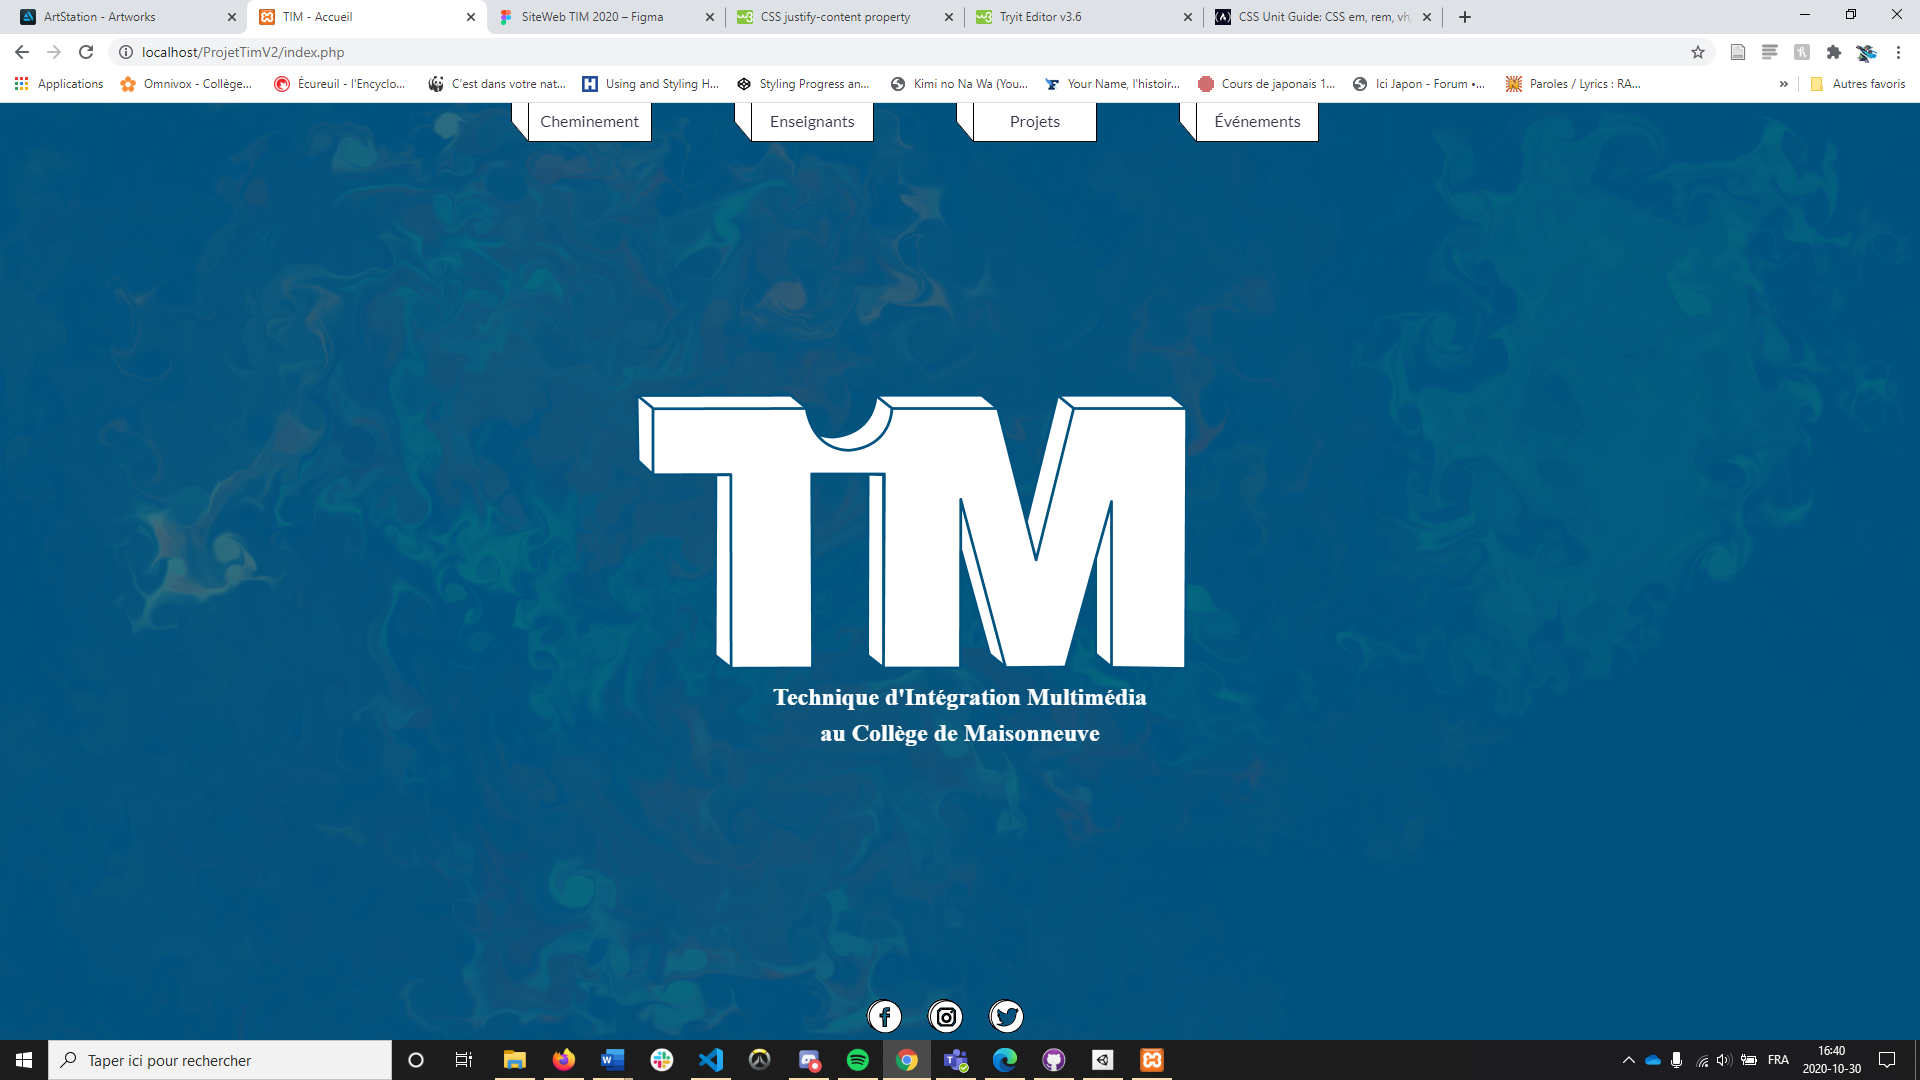 ArtStation - Artworks
TIM - Accueil
SiteWeb TIM 2020 – Figma
CSS justify-content property
Tryit Editor v3.6
CSS Unit Guide: CSS em, rem, vh,
localhost/ProjetTimV2/index.php
Applications
Omnivox - Collège...
Écureuil - l'Encyclo...
C'est dans votre nat...
Using and Styling H...
Styling Progress an...
Kimi no Na Wa (You...
Your Name, l'histoir...
Cours de japonais 1...
Ici Japon - Forum •...
Paroles / Lyrics : RA...
»
Autres favoris
Cheminement
Enseignants
Projets
Événements
TIM
Technique d'Intégration Multimédia
au Collège de Maisonneuve
Taper ici pour rechercher
FRA
16:40
2020-10-30